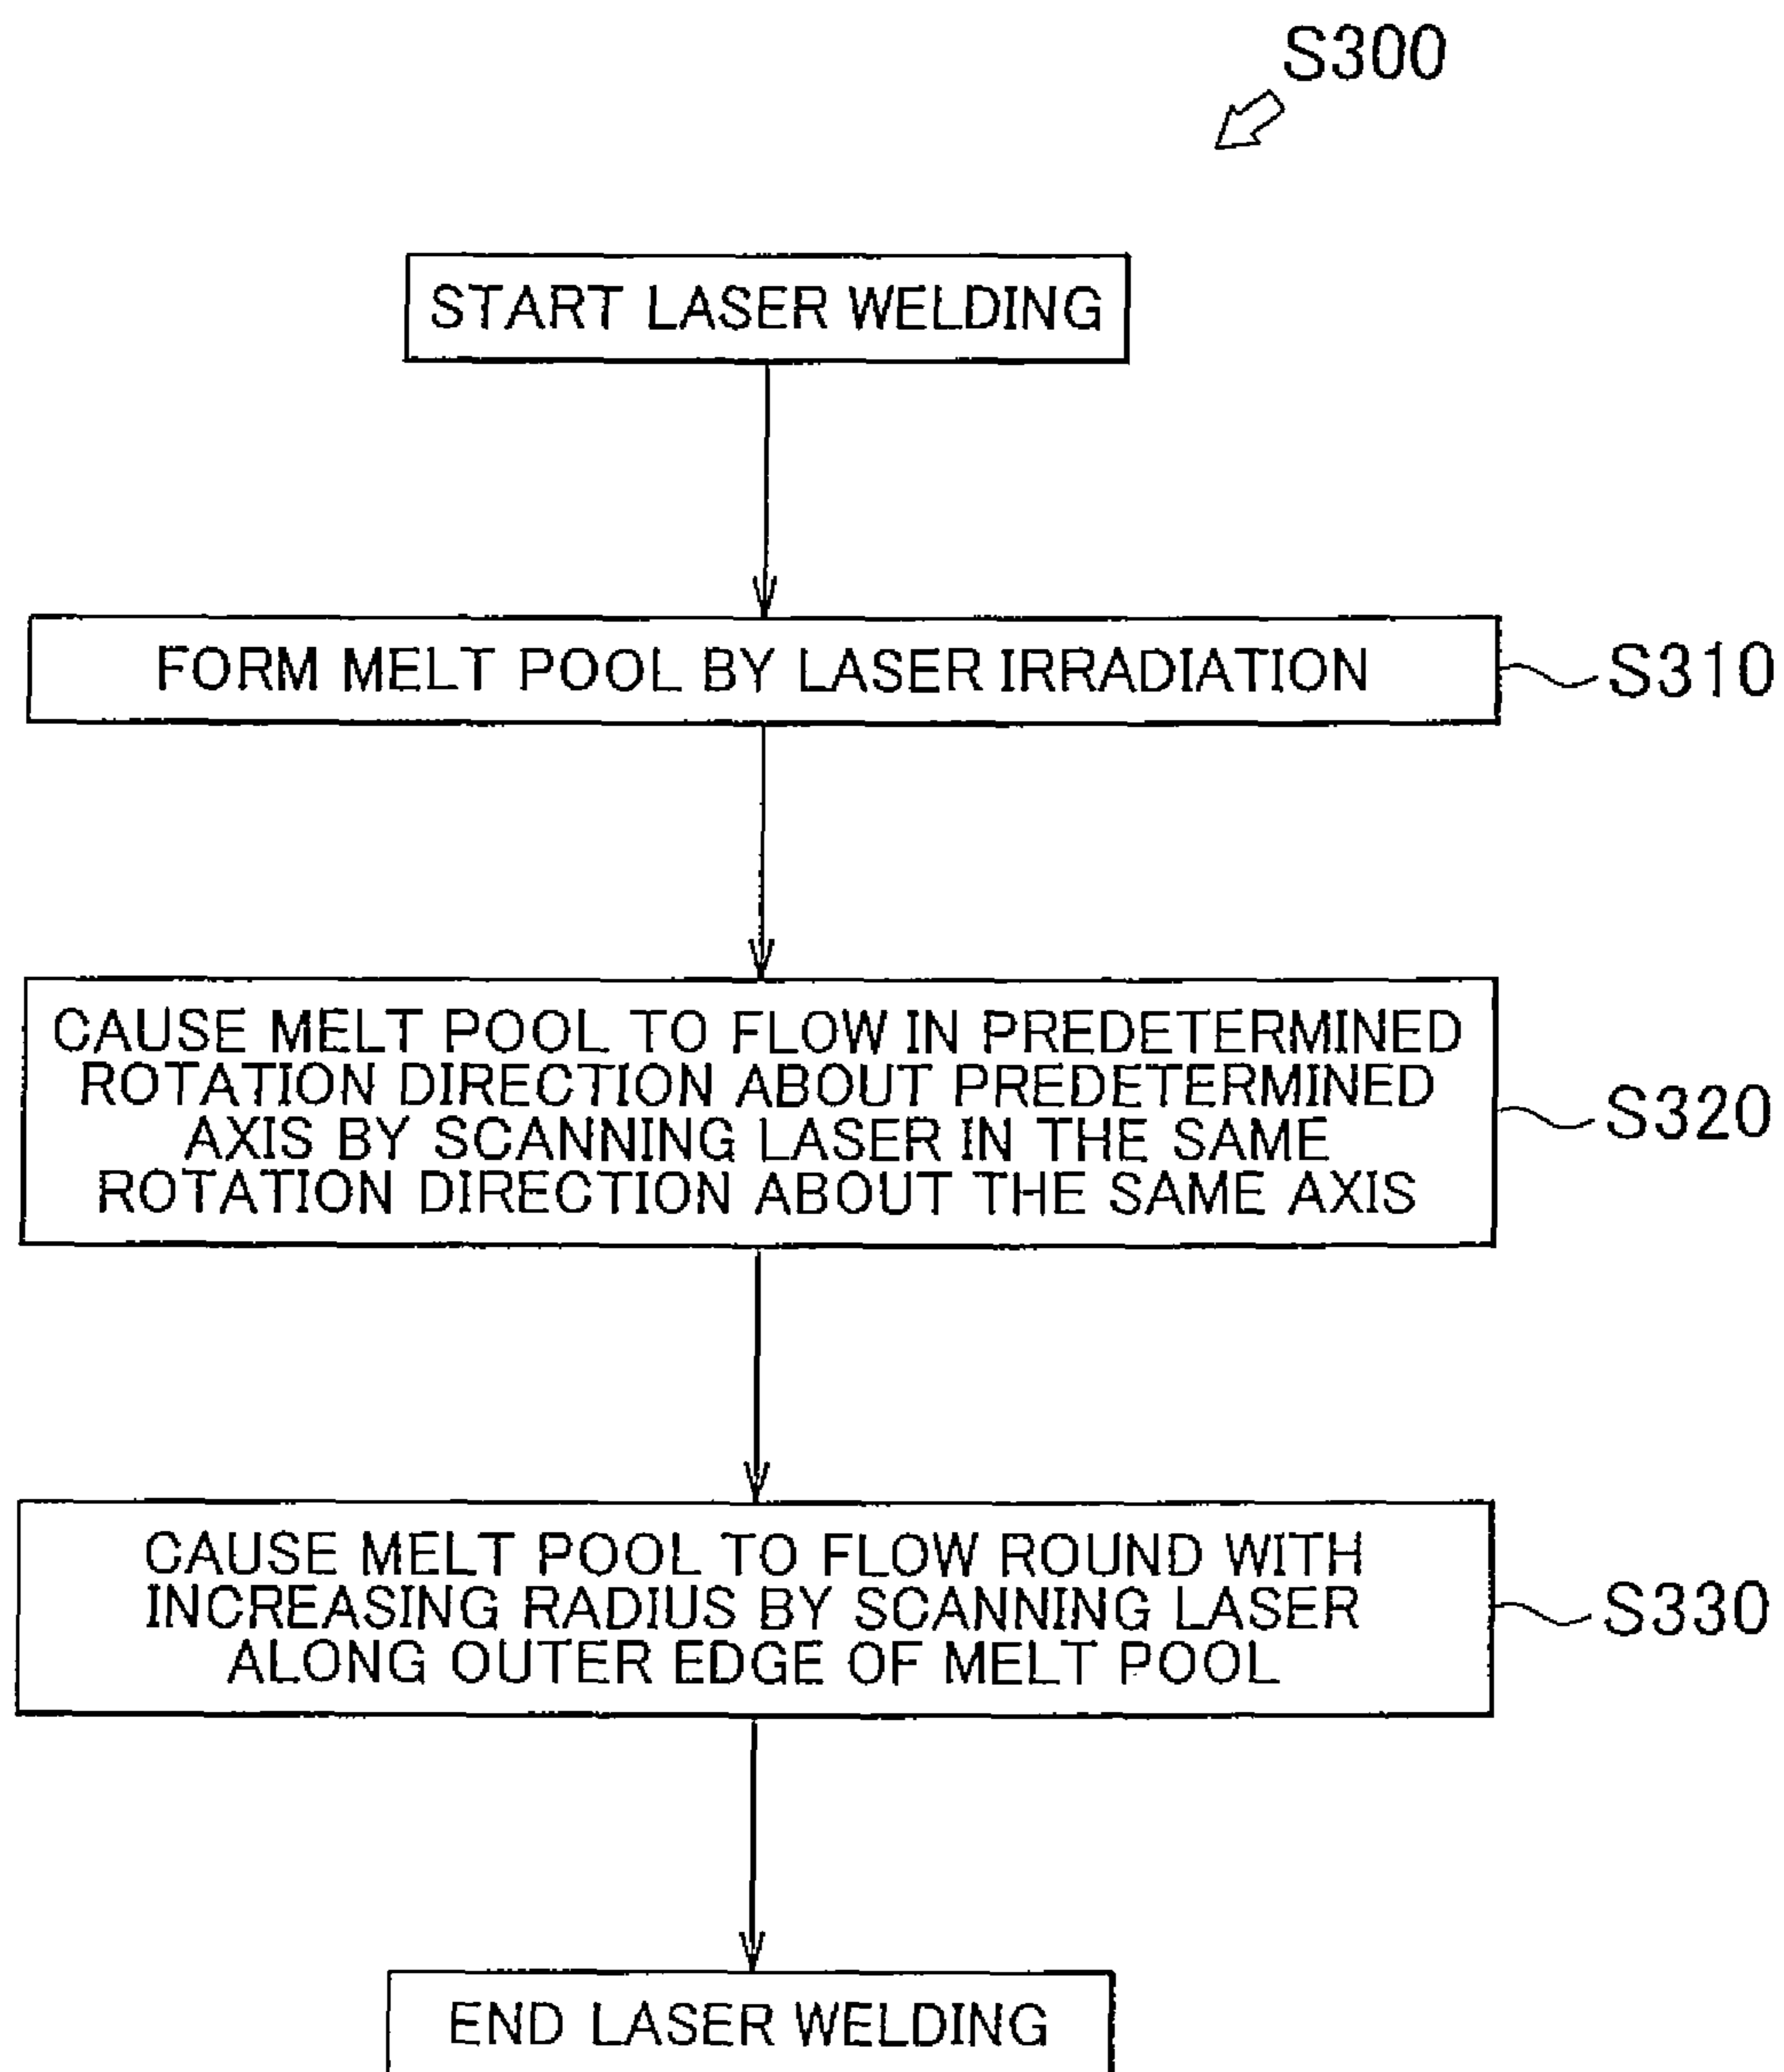 S300
START LASER WELDING
FORM MELT POOL BY LASER IRRADIATION
S310
CAUSE MELT POOL TO FLOW IN PREDETERMINED
ROTATION DIRECTION ABOUT PREDETERMINED
AXIS BY SCANNING LASER IN THE SAME
ROTATION DIRECTION ABOUT THE SAME AXIS
S320
CAUSE MELT POOL TO FLOW ROUND WITH
INCREASING RADIUS BY SCANNING LASER
ALONG OUTER EDGE OF MELT POOL
S330
END LASER WELDING